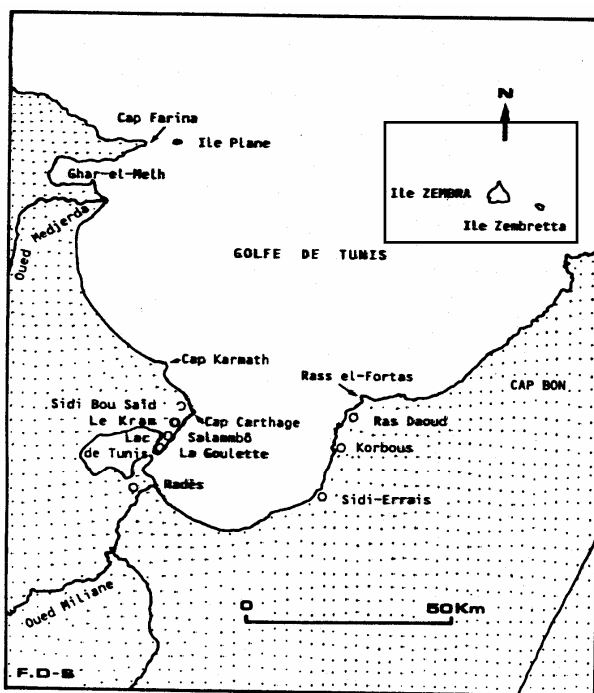 N
Cap Farina
Ile Plane
Ghar-el-Melh
Ile ZEMBRA
Ile Zembretta
Oued Medjerda
GOLFE DE TUNIS
Cap Karmath
Rass el-Fortas
CAP BON
Sidi Bou Saïd
Cap Carthage
Ras Daoud
Le Kram
Salammbô
Lac
de Tunis
La Goulette
Korbous
Radès
Sidi-Errais
Oued Miliane
0
50Km
F.D-B